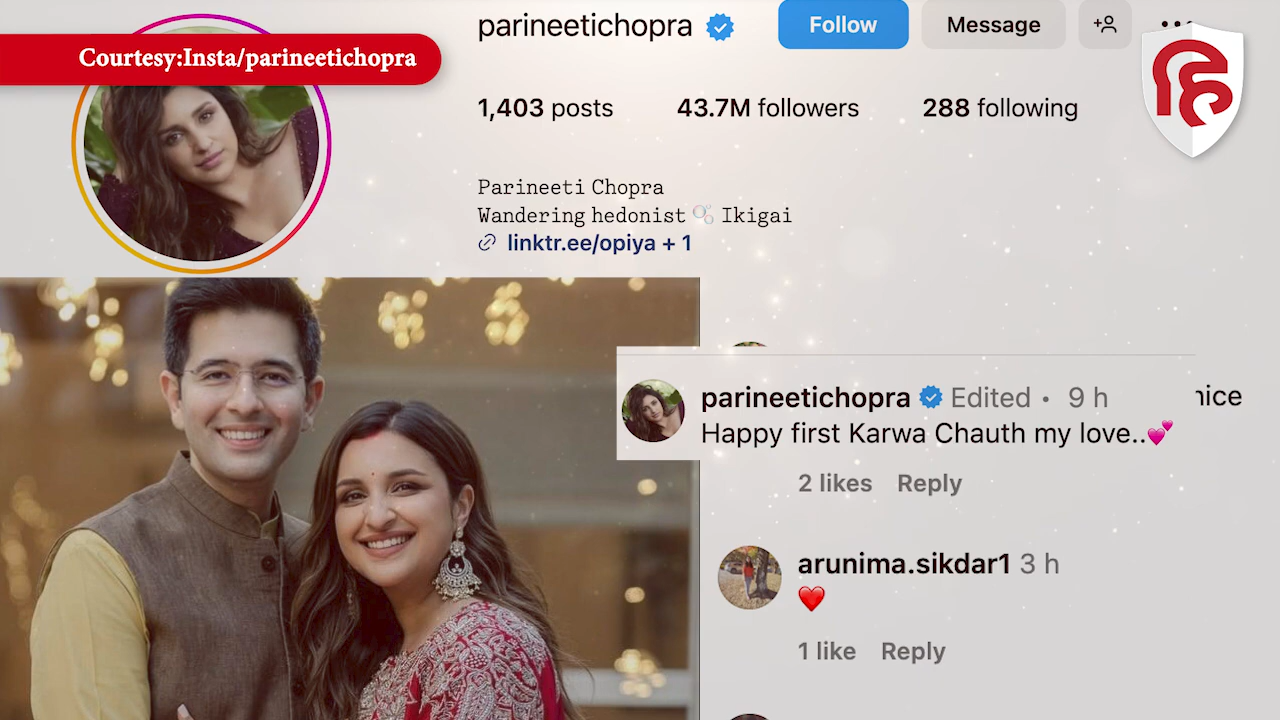 parineetichopra
Follow
Message
Courtesy:Insta/parineetichopra
1,403 posts
43.7M followers
288 following
Parineeti Chopra
Wandering hedonist 🫧 Ikigai
linktr.ee/opiya + 1
parineetichopra Edited • 9 h
Happy first Karwa Chauth my love..💕
2 likes Reply
arunima.sikdar1 3 h
❤️
1 like Reply